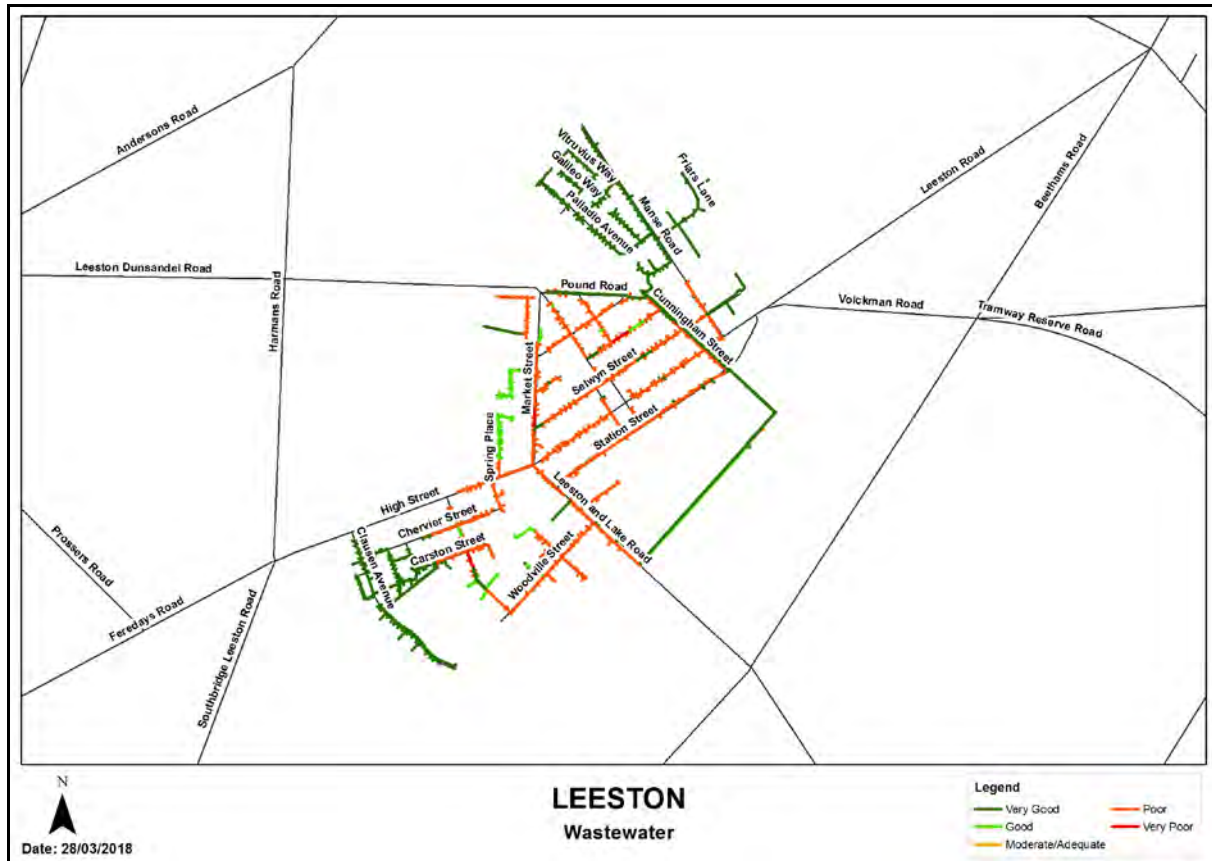 Andersons Road
Leeston Dunsandel Road
Harmans Road
Vitruvius Way
Galileo Way
Palladio Avenue
Manse Road
Friars Lane
Leeston Road
Beethams Road
Pound Road
Cunningham Street
Volckman Road
Tramway Reserve Road
Market Street
Selwyn Street
Station Street
Spring Place
High Street
Chervier Street
Carston Street
Clausen Avenue
Leeston and Lake Road
Woodville Street
Prossers Road
Feredays Road
Southbridge Leeston Road
N
Date: 28/03/2018
LEESTON
Wastewater
Legend
Very Good
Good
Moderate/Adequate
Poor
Very Poor